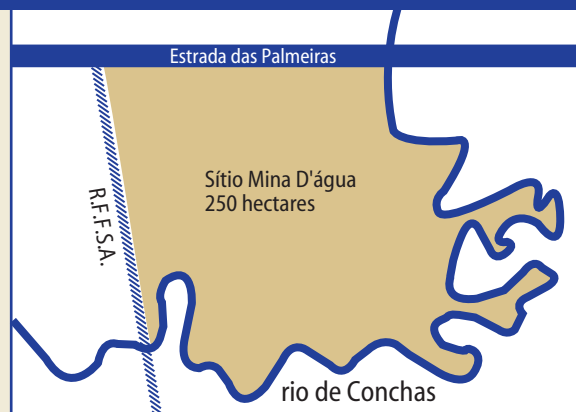 Estrada das Palmeiras
Sítio Mina D'água
250 hectares
R.F.F.S.A.
rio de Conchas